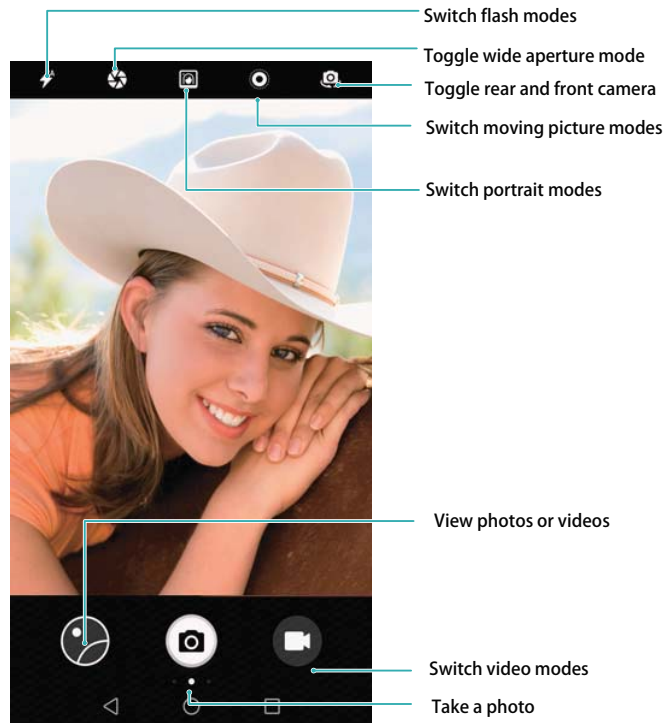 Switch flash modes
Toggle wide aperture mode
Toggle rear and front camera
Switch moving picture modes
Switch portrait modes
View photos or videos
Switch video modes
Take a photo